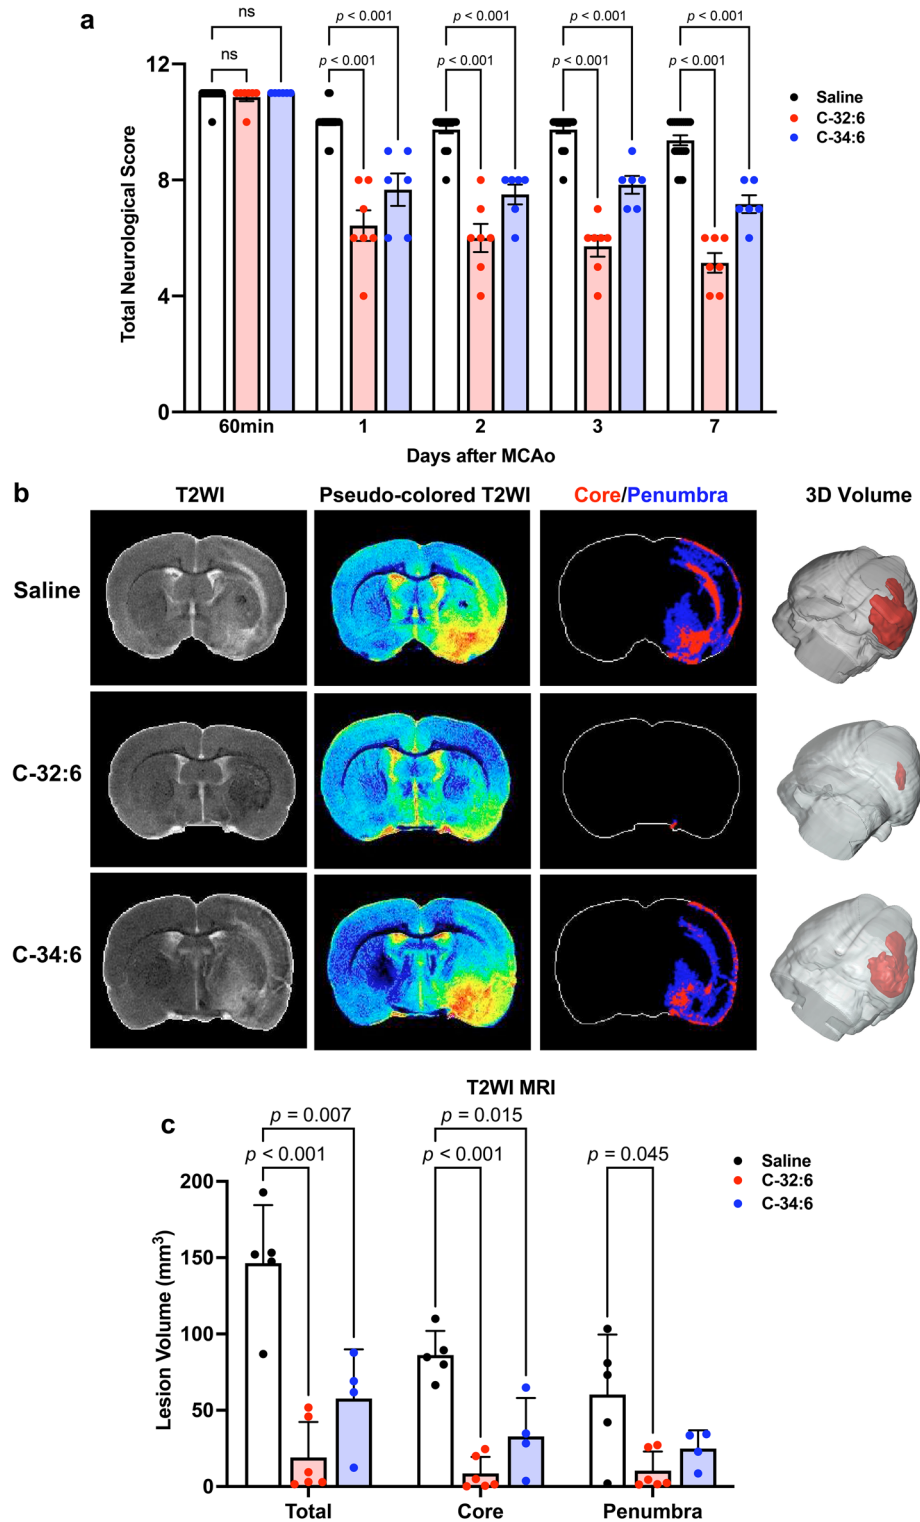 a
ns
ns
p < 0.001
p < 0.001
p < 0.001
p < 0.001
p < 0.001
p < 0.001
p < 0.001
p < 0.001
Total Neurological Score
12
8
4
0
60min 1 2 3 7
Days after MCAo
Saline
C-32:6
C-34:6
b
T2WI Pseudo-colored T2WI Core/Penumbra 3D Volume
Saline
C-32:6
C-34:6
c
T2WI MRI
p = 0.007 p = 0.015
p < 0.001 p < 0.001 p = 0.045
Saline
C-32:6
C-34:6
Lesion Volume (mm³)
200
150
100
50
0
Total Core Penumbra